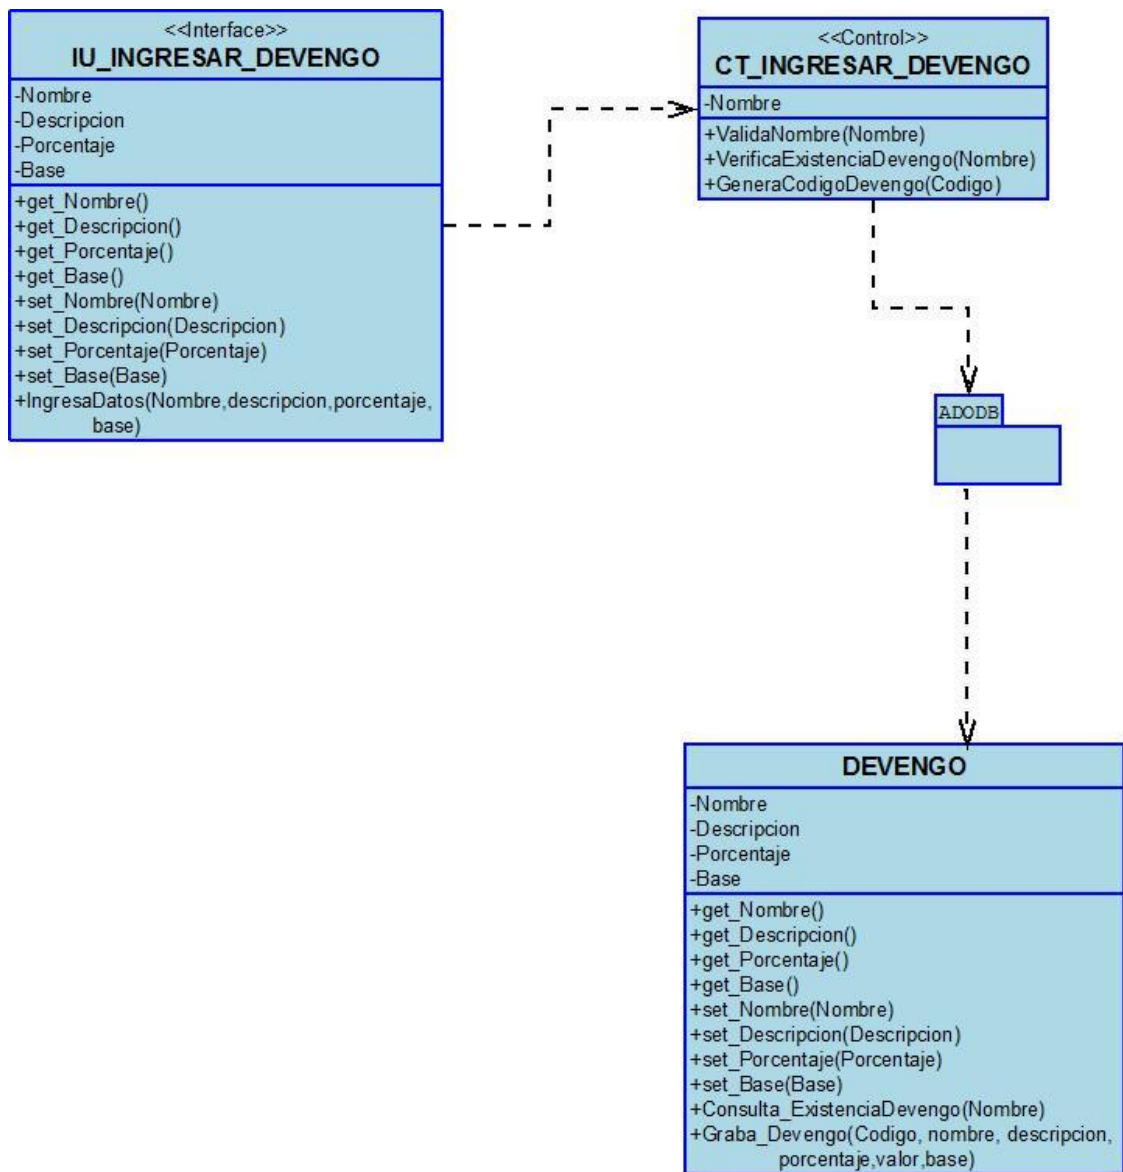 <<Interface>>
IU_INGRESAR_DEVENGO
-Nombre
-Descripcion
-Porcentaje
-Base
+get_Nombre()
+get_Descripcion()
+get_Porcentaje()
+get_Base()
+set_Nombre(Nombre)
+set_Descripcion(Descripcion)
+set_Porcentaje(Porcentaje)
+set_Base(Base)
+IngresaDatos(Nombre,descripcion,porcentaje,
base)
<<Control>>
CT_INGRESAR_DEVENGO
-Nombre
+ValidaNombre(Nombre)
+VerificaExistenciaDevengo(Nombre)
+GeneraCodigoDevengo(Codigo)
ADODB
DEVENGO
-Nombre
-Descripcion
-Porcentaje
-Base
+get_Nombre()
+get_Descripcion()
+get_Porcentaje()
+get_Base()
+set_Nombre(Nombre)
+set_Descripcion(Descripcion)
+set_Porcentaje(Porcentaje)
+set_Base(Base)
+Consulta_ExistenciaDevengo(Nombre)
+Graba_Devengo(Codigo, nombre, descripcion,
porcentaje,valor,base)